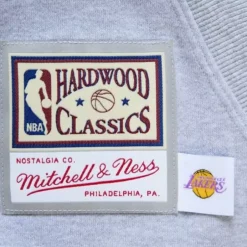 HARDWOOD
NBA
CLASSICS
NOSTALGIA CO.
Mitchell & Ness
PHILADELPHIA, PA.
LAKERS